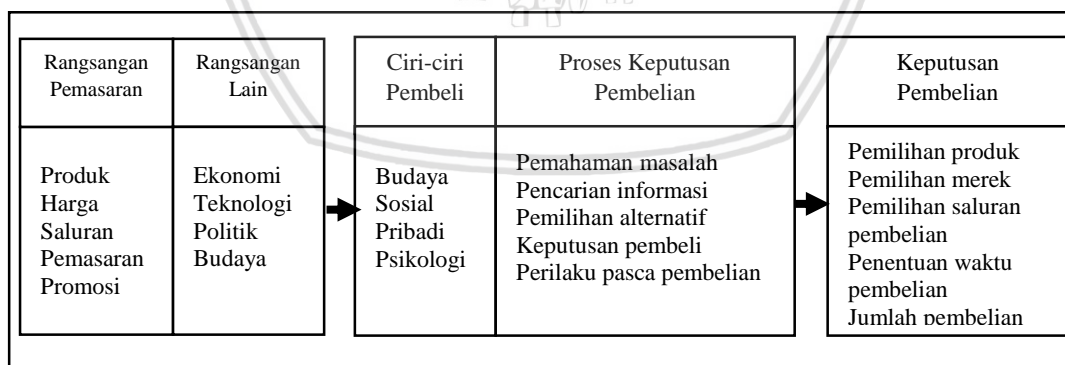 Rangsangan
Pemasaran
Rangsangan
Lain
Ciri-ciri
Pembeli
Proses Keputusan
Pembelian
Keputusan
Pembelian
Produk
Harga
Saluran
Pemasaran
Promosi
Ekonomi
Teknologi
Politik
Budaya
Budaya
Sosial
Pribadi
Psikologi
Pemahaman masalah
Pencarian informasi
Pemilihan alternatif
Keputusan pembeli
Perilaku pasca pembelian
Pemilihan produk
Pemilihan merek
Pemilihan saluran
pembelian
Penentuan waktu
pembelian
Jumlah pembelian